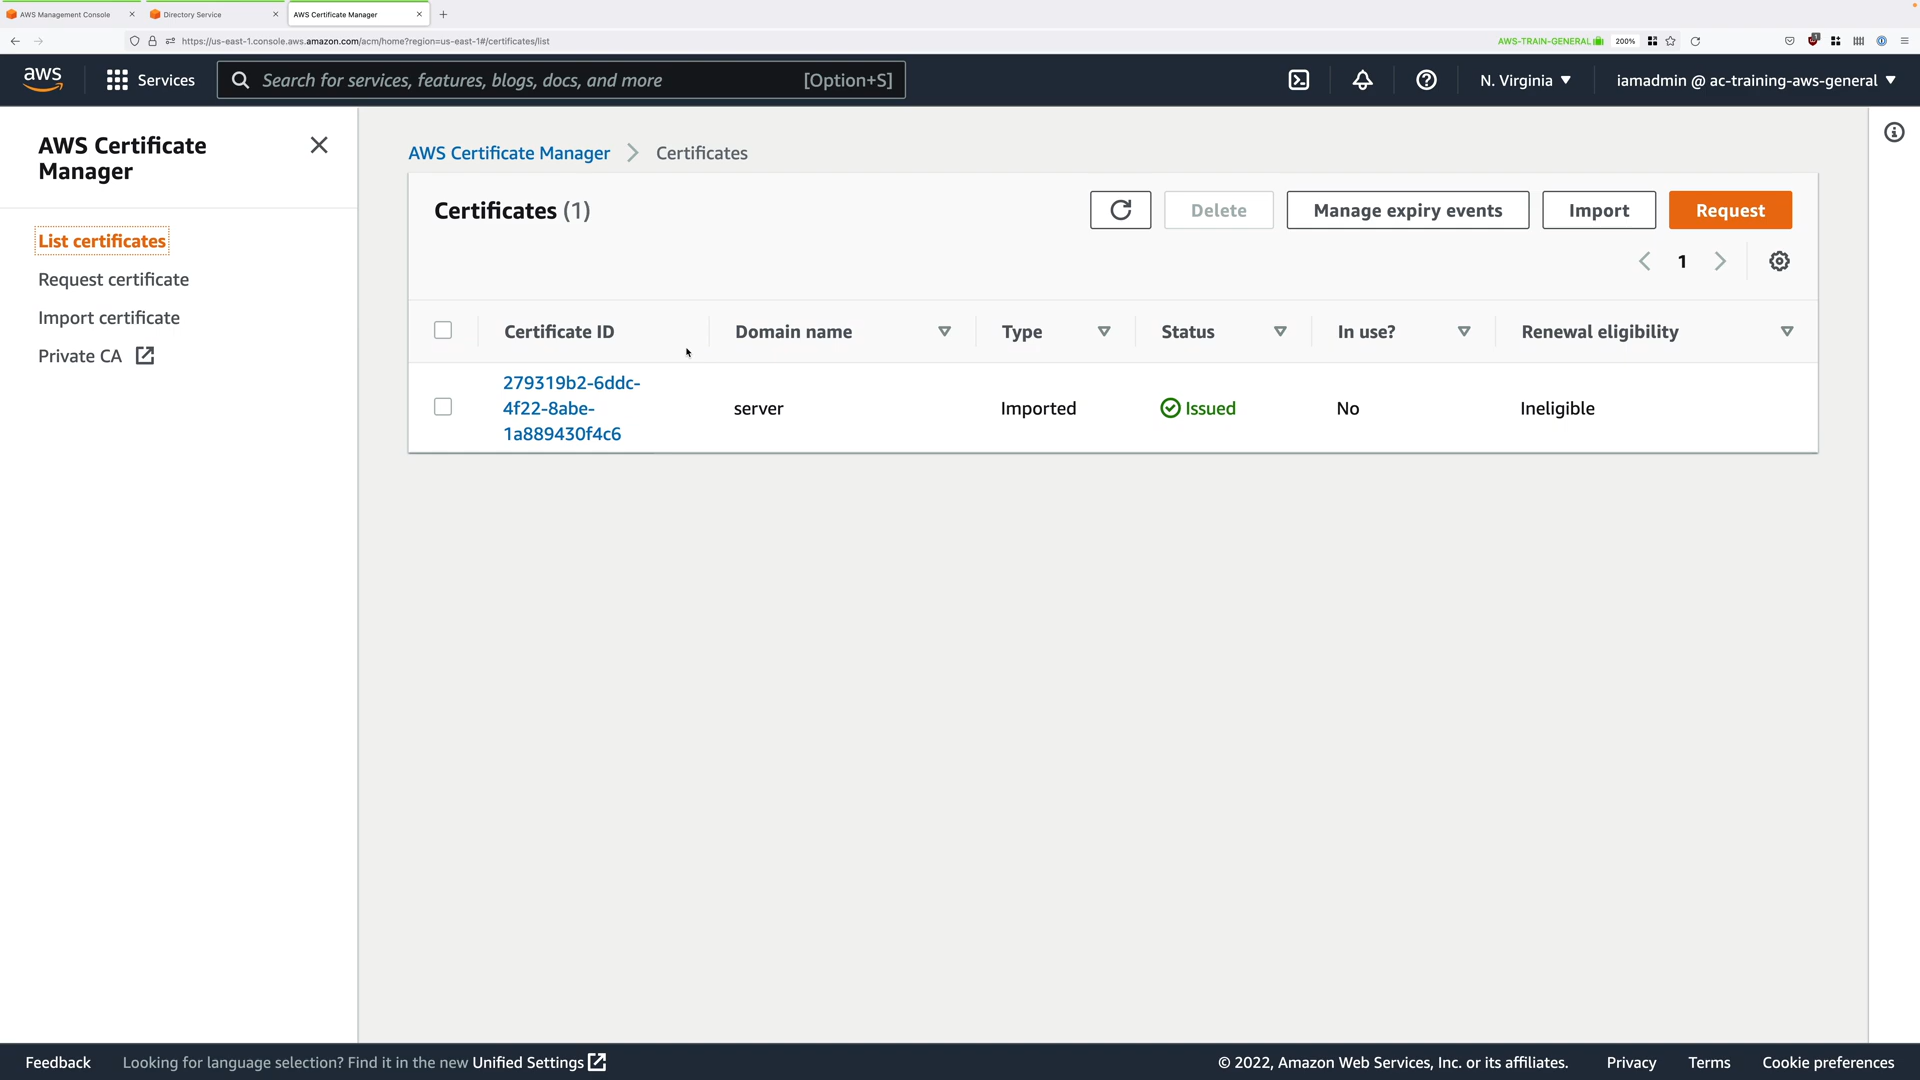 AWS Management Console
Directory Service
AWS Certificate Manager
https://us-east-1.console.aws.amazon.com/acm/home?region=us-east-1#/certificates/list
AWS-TRAIN-GENERAL
200%
aws
Services
Search for services, features, blogs, docs, and more
[Option+S]
N. Virginia
iamadmin @ ac-training-aws-general
AWS Certificate
Manager
List certificates
Request certificate
Import certificate
Private CA
AWS Certificate Manager
Certificates
Certificates (1)
Delete
Manage expiry events
Import
Request
1
Certificate ID
Domain name
Type
Status
In use?
Renewal eligibility
279319b2-6ddc-
4f22-8abe-
1a889430f4c6
server
Imported
Issued
No
Ineligible
Feedback
Looking for language selection? Find it in the new Unified Settings
© 2022, Amazon Web Services, Inc. or its affiliates.
Privacy
Terms
Cookie preferences